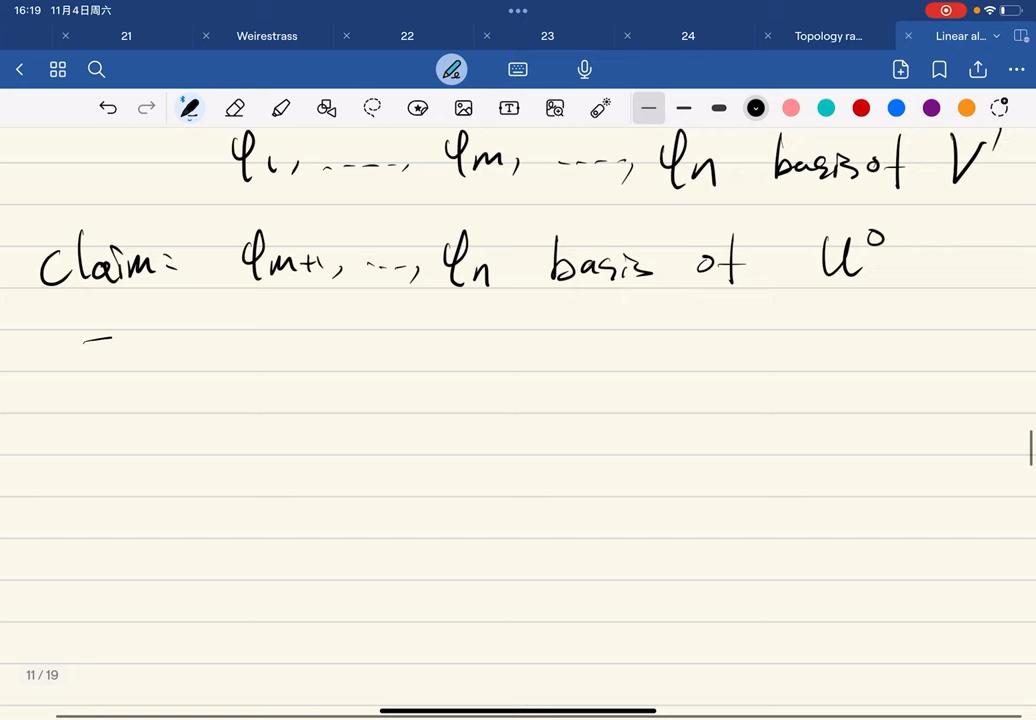 16:19 11月4日周六
21 Weirestrass 22 23 24 Topology ra... Linear al...
φ1, ....., φm, ....., φn basis of V'
Claim: φm+1, ..., φn basis of U⁰
11 / 19